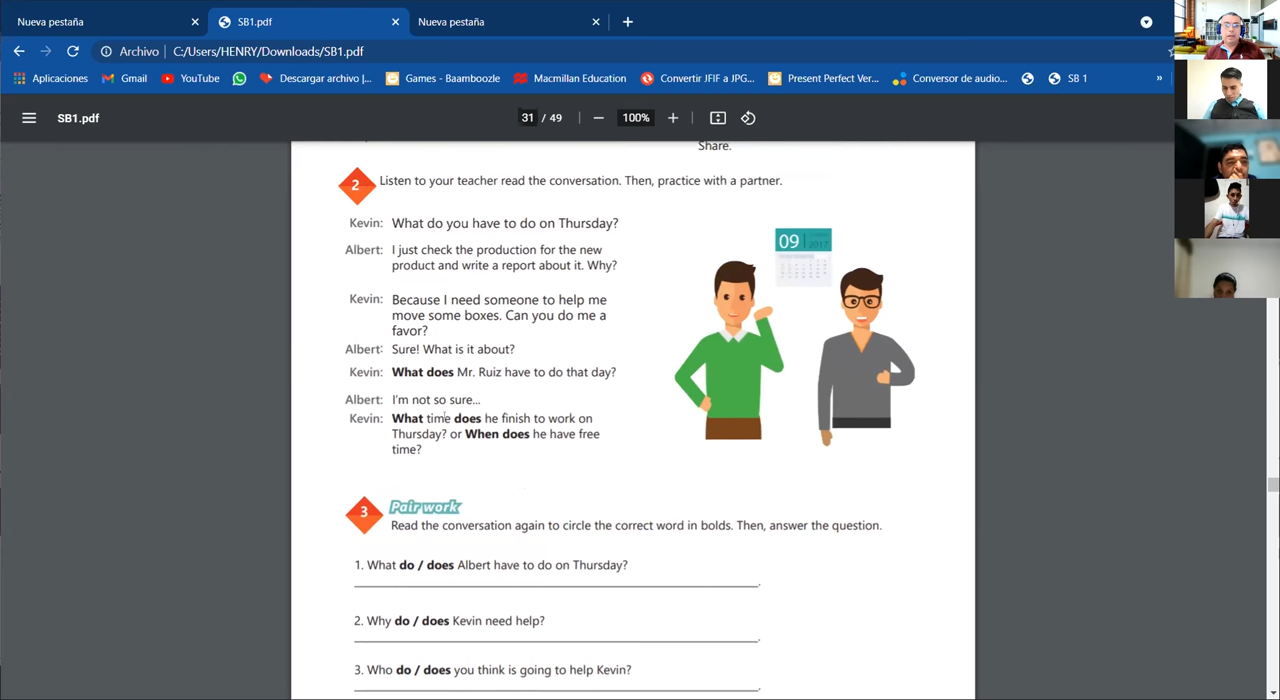 Nueva pestaña
SB1.pdf
Nueva pestaña
Archivo
C:/Users/HENRY/Downloads/SB1.pdf
Aplicaciones
Gmail
YouTube
Descargar archivo |...
Games - Baamboozle
Macmillan Education
Convertir JFIF a JPG...
Present Perfect Ver...
Conversor de audio...
SB 1
»
SB1.pdf
31 / 49
100%
Share.
2 Listen to your teacher read the conversation. Then, practice with a partner.
Kevin: What do you have to do on Thursday?
Albert: I just check the production for the new
product and write a report about it. Why?
Kevin: Because I need someone to help me
move some boxes. Can you do me a
favor?
Albert: Sure! What is it about?
Kevin: What does Mr. Ruiz have to do that day?
Albert: I'm not so sure...
Kevin: What time does he finish to work on
Thursday? or When does he have free
time?
09
2017
3 Pair work
Read the conversation again to circle the correct word in bolds. Then, answer the question.
1. What do / does Albert have to do on Thursday?
2. Why do / does Kevin need help?
3. Who do / does you think is going to help Kevin?